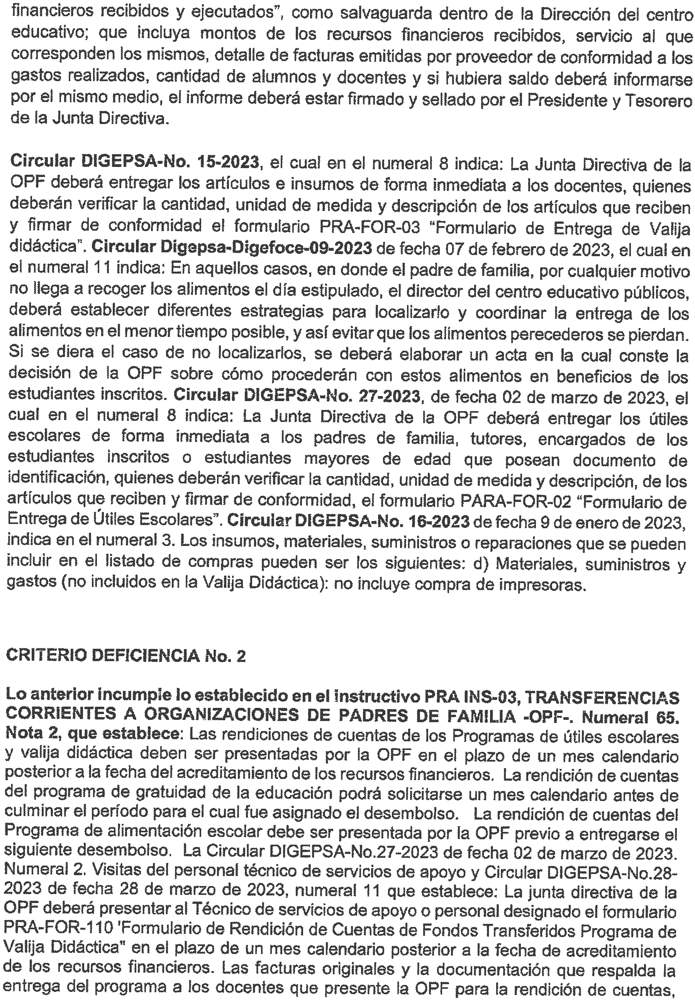 financieros recibidos y ejecutados”, como salvaguarda dentro de la Dirección del centro
educativo; que incluya montos de los recursos financieros recibidos, servicio al que
corresponden los mismos, detalle de facturas emitidas por proveedor de conformidad a los
gastos realizados, cantidad de alumnos y docentes y si hubiera saldo deberá informarse
por el mismo medio, el informe deberá estar firmado y sellado por el Presidente y Tesorero
de la Junta Directiva.
Circular DIGEPSA-No. 15-2023, el cual en el numeral 8 indica: La Junta Directiva de la
OPF deberá entregar los artículos e insumos de forma inmediata a los docentes, quienes
deberán verificar la cantidad, unidad de medida y descripción de los artículos que reciben
y firmar de conformidad el formulario PRA-FOR-03 “Formulario de Entrega de Valija
didáctica”. Circular Digepsa-Digefoce-09-2023 de fecha 07 de febrero de 2023, el cual en
el numeral 11 indica: En aquellos casos, en donde el padre de familia, por cualquier motivo
no llega a recoger los alimentos el día estipulado, el director del centro educativo públicos,
deberá establecer diferentes estrategias para localizarlo y coordinar la entrega de los
alimentos en el menor tiempo posible, y así evitar que los alimentos perecederos se pierdan.
Si se diera el caso de no localizarlos, se deberá elaborar un acta en la cual conste la
decisión de la OPF sobre cómo procederán con estos alimentos en beneficios de los
estudiantes inscritos. Circular DIGEPSA-No. 27-2023, de fecha 02 de marzo de 2023, el
cual en el numeral 8 indica: La Junta Directiva de la OPF deberá entregar los útiles
escolares de forma inmediata a los padres de familia, tutores, encargados de los
estudiantes inscritos o estudiantes mayores de edad que posean documento de
identificación, quienes deberán verificar la cantidad, unidad de medida y descripción, de los
artículos que reciben y firmar de conformidad, el formulario PARA-FOR-02 “Formulario de
Entrega de Útiles Escolares”. Circular DIGEPSA-No. 16-2023 de fecha 9 de enero de 2023,
indica en el numeral 3. Los insumos, materiales, suministros o reparaciones que se pueden
incluir en el listado de compras pueden ser los siguientes: d) Materiales, suministros y
gastos (no incluidos en la Valija Didáctica): no incluye compra de impresoras.
CRITERIO DEFICIENCIA No. 2
Lo anterior incumple lo establecido en el Instructivo PRA INS-03, TRANSFERENCIAS
CORRIENTES A ORGANIZACIONES DE PADRES DE FAMILIA -OPF-. Numeral 65.
Nota 2, que establece: Las rendiciones de cuentas de los Programas de útiles escolares
y valija didáctica deben ser presentadas por la OPF en el plazo de un mes calendario
posterior a la fecha del acreditamiento de los recursos financieros. La rendición de cuentas
del programa de gratuidad de la educación podrá solicitarse un mes calendario antes de
culminar el período para el cual fue asignado el desembolso. La rendición de cuentas del
Programa de alimentación escolar debe ser presentada por la OPF previo a entregarse el
siguiente desembolso. La Circular DIGEPSA-No.27-2023 de fecha 02 de marzo de 2023.
Numeral 2. Visitas del personal técnico de servicios de apoyo y Circular DIGEPSA-No.28-
2023 de fecha 28 de marzo de 2023, numeral 11 que establece: La junta directiva de la
OPF deberá presentar al Técnico de servicios de apoyo o personal designado el formulario
PRA-FOR-110 'Formulario de Rendición de Cuentas de Fondos Transferidos Programa de
Valija Didáctica" en el plazo de un mes calendario posterior a la fecha de acreditamiento
de los recursos financieros. Las facturas originales y la documentación que respalda la
entrega del programa a los docentes que presente la OPF para la rendición de cuentas,